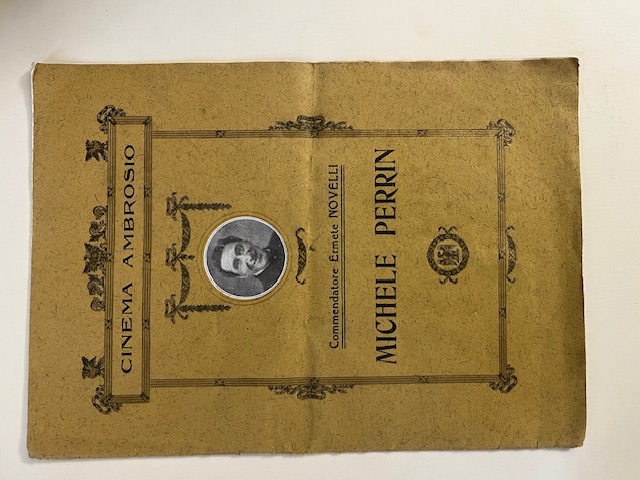 CINEMA AMBROSIO
Commendatore Ermete NOVELLI
MICHELE PERRIN